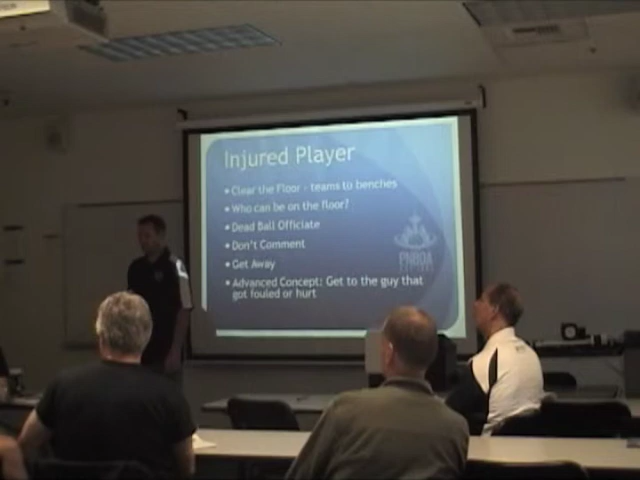 Injured Player
• Clear the Floor - teams to benches
• Who can be on the floor?
• Dead Ball Officiate
• Don't Comment
• Get Away
• Advanced Concept: Get to the guy that
got fouled or hurt
PNBOA